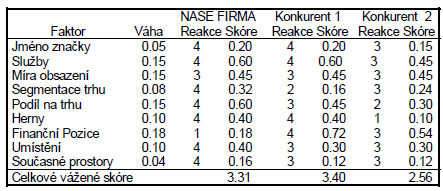 NASE FIRMA Konkurent 1 Konkurent 2
Faktor Váha Reakce Skóre Reakce Skóre Reakce Skóre
Jméno značky 0.05 4 0.20 4 0.20 3 0.15
Služby 0.15 4 0.60 4 0.60 3 0.45
Míra obsazení 0.15 3 0.45 3 0.45 3 0.45
Segmentace trhu 0.08 4 0.32 2 0.16 3 0.24
Podíl na trhu 0.15 4 0.60 3 0.45 2 0.30
Herny 0.10 4 0.40 4 0.40 1 0.10
Finanční Pozice 0.18 1 0.18 4 0.72 3 0.54
Umístění 0.10 4 0.40 3 0.30 3 0.30
Současné prostory 0.04 4 0.16 3 0.12 3 0.12
Celkové vážené skóre 3.31 3.40 2.56